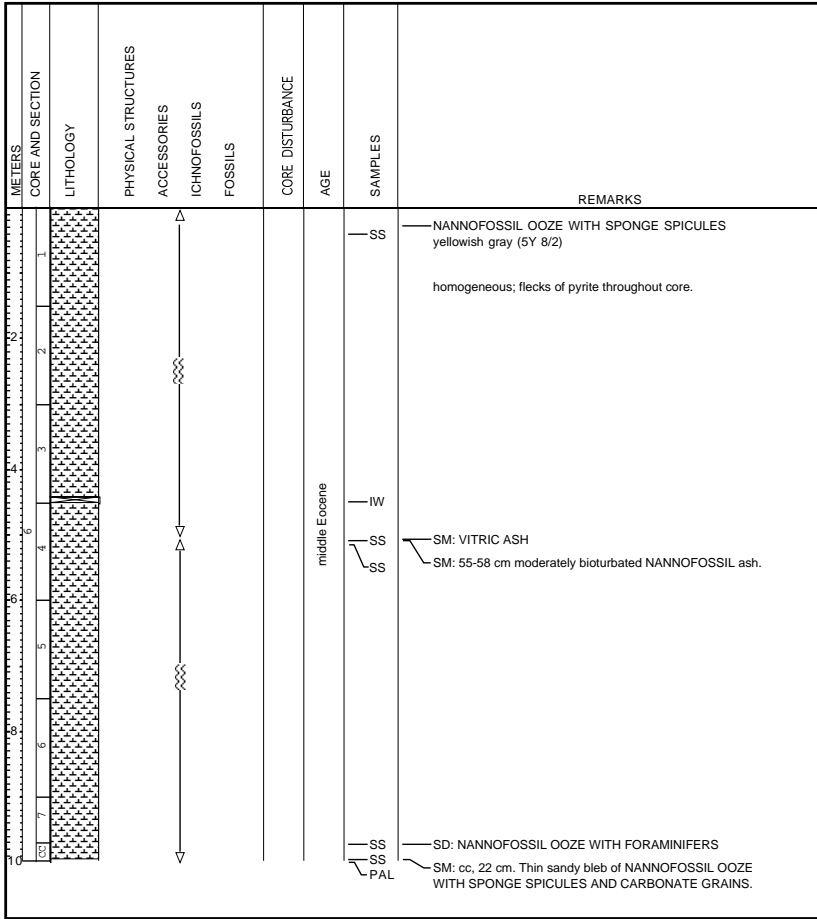 METERS
CORE AND SECTION
LITHOLOGY
PHYSICAL STRUCTURES
ACCESSORIES
ICHNOFOSSILS
FOSSILS
CORE DISTURBANCE
AGE
SAMPLES
REMARKS
1
2
3
4
5
6
7
CC
6
2
4
6
8
10
middle Eocene
SS
IW
SS
SS
SS
SS
PAL
NANNOFOSSIL OOZE WITH SPONGE SPICULES
yellowish gray (5Y 8/2)
homogeneous; flecks of pyrite throughout core.
SM: VITRIC ASH
SM: 55-58 cm moderately bioturbated NANNOFOSSIL ash.
SD: NANNOFOSSIL OOZE WITH FORAMINIFERS
SM: cc, 22 cm. Thin sandy bleb of NANNOFOSSIL OOZE
WITH SPONGE SPICULES AND CARBONATE GRAINS.